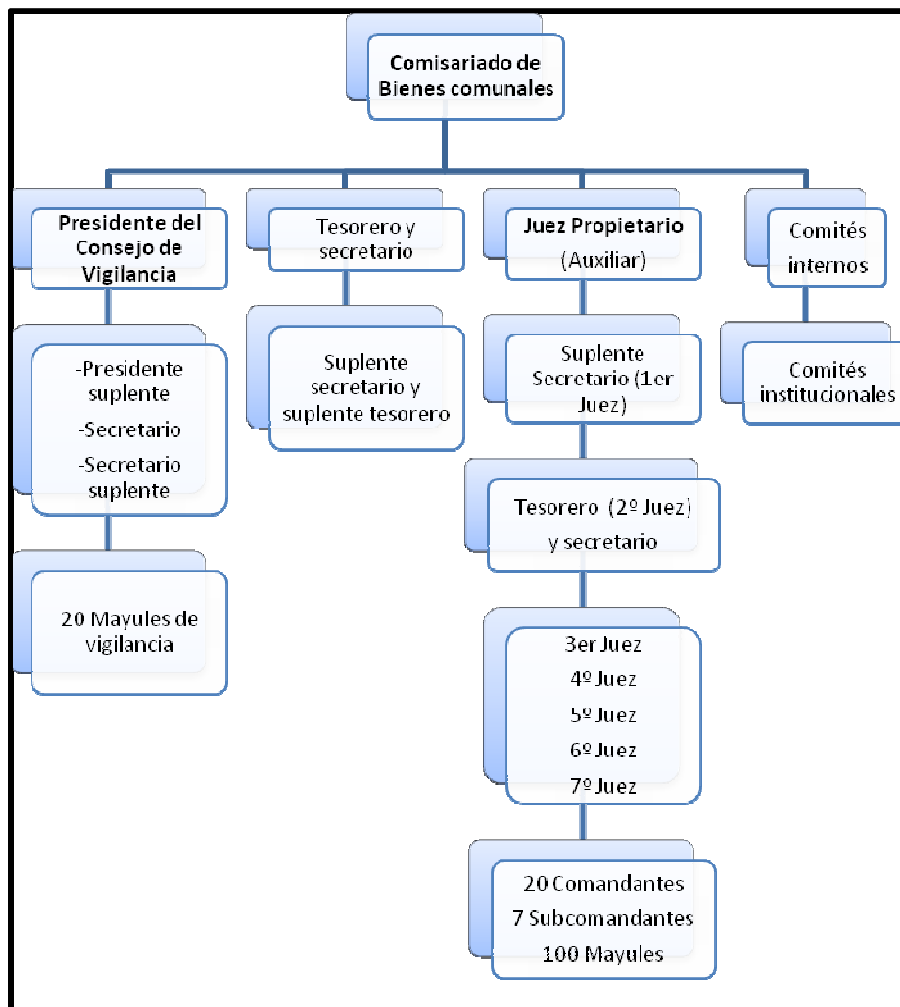 Comisariado de
Bienes comunales
Presidente del
Consejo de
Vigilancia
Tesorero y
secretario
Juez Propietario
(Auxiliar)
Comités
internos
-Presidente
suplente
-Secretario
-Secretario
suplente
Suplente
secretario y
suplente tesorero
Suplente
Secretario (1er
Juez)
Comités
institucionales
Tesorero (2º Juez)
y secretario
20 Mayules de
vigilancia
3er Juez
4º Juez
5º Juez
6º Juez
7º Juez
20 Comandantes
7 Subcomandantes
100 Mayules